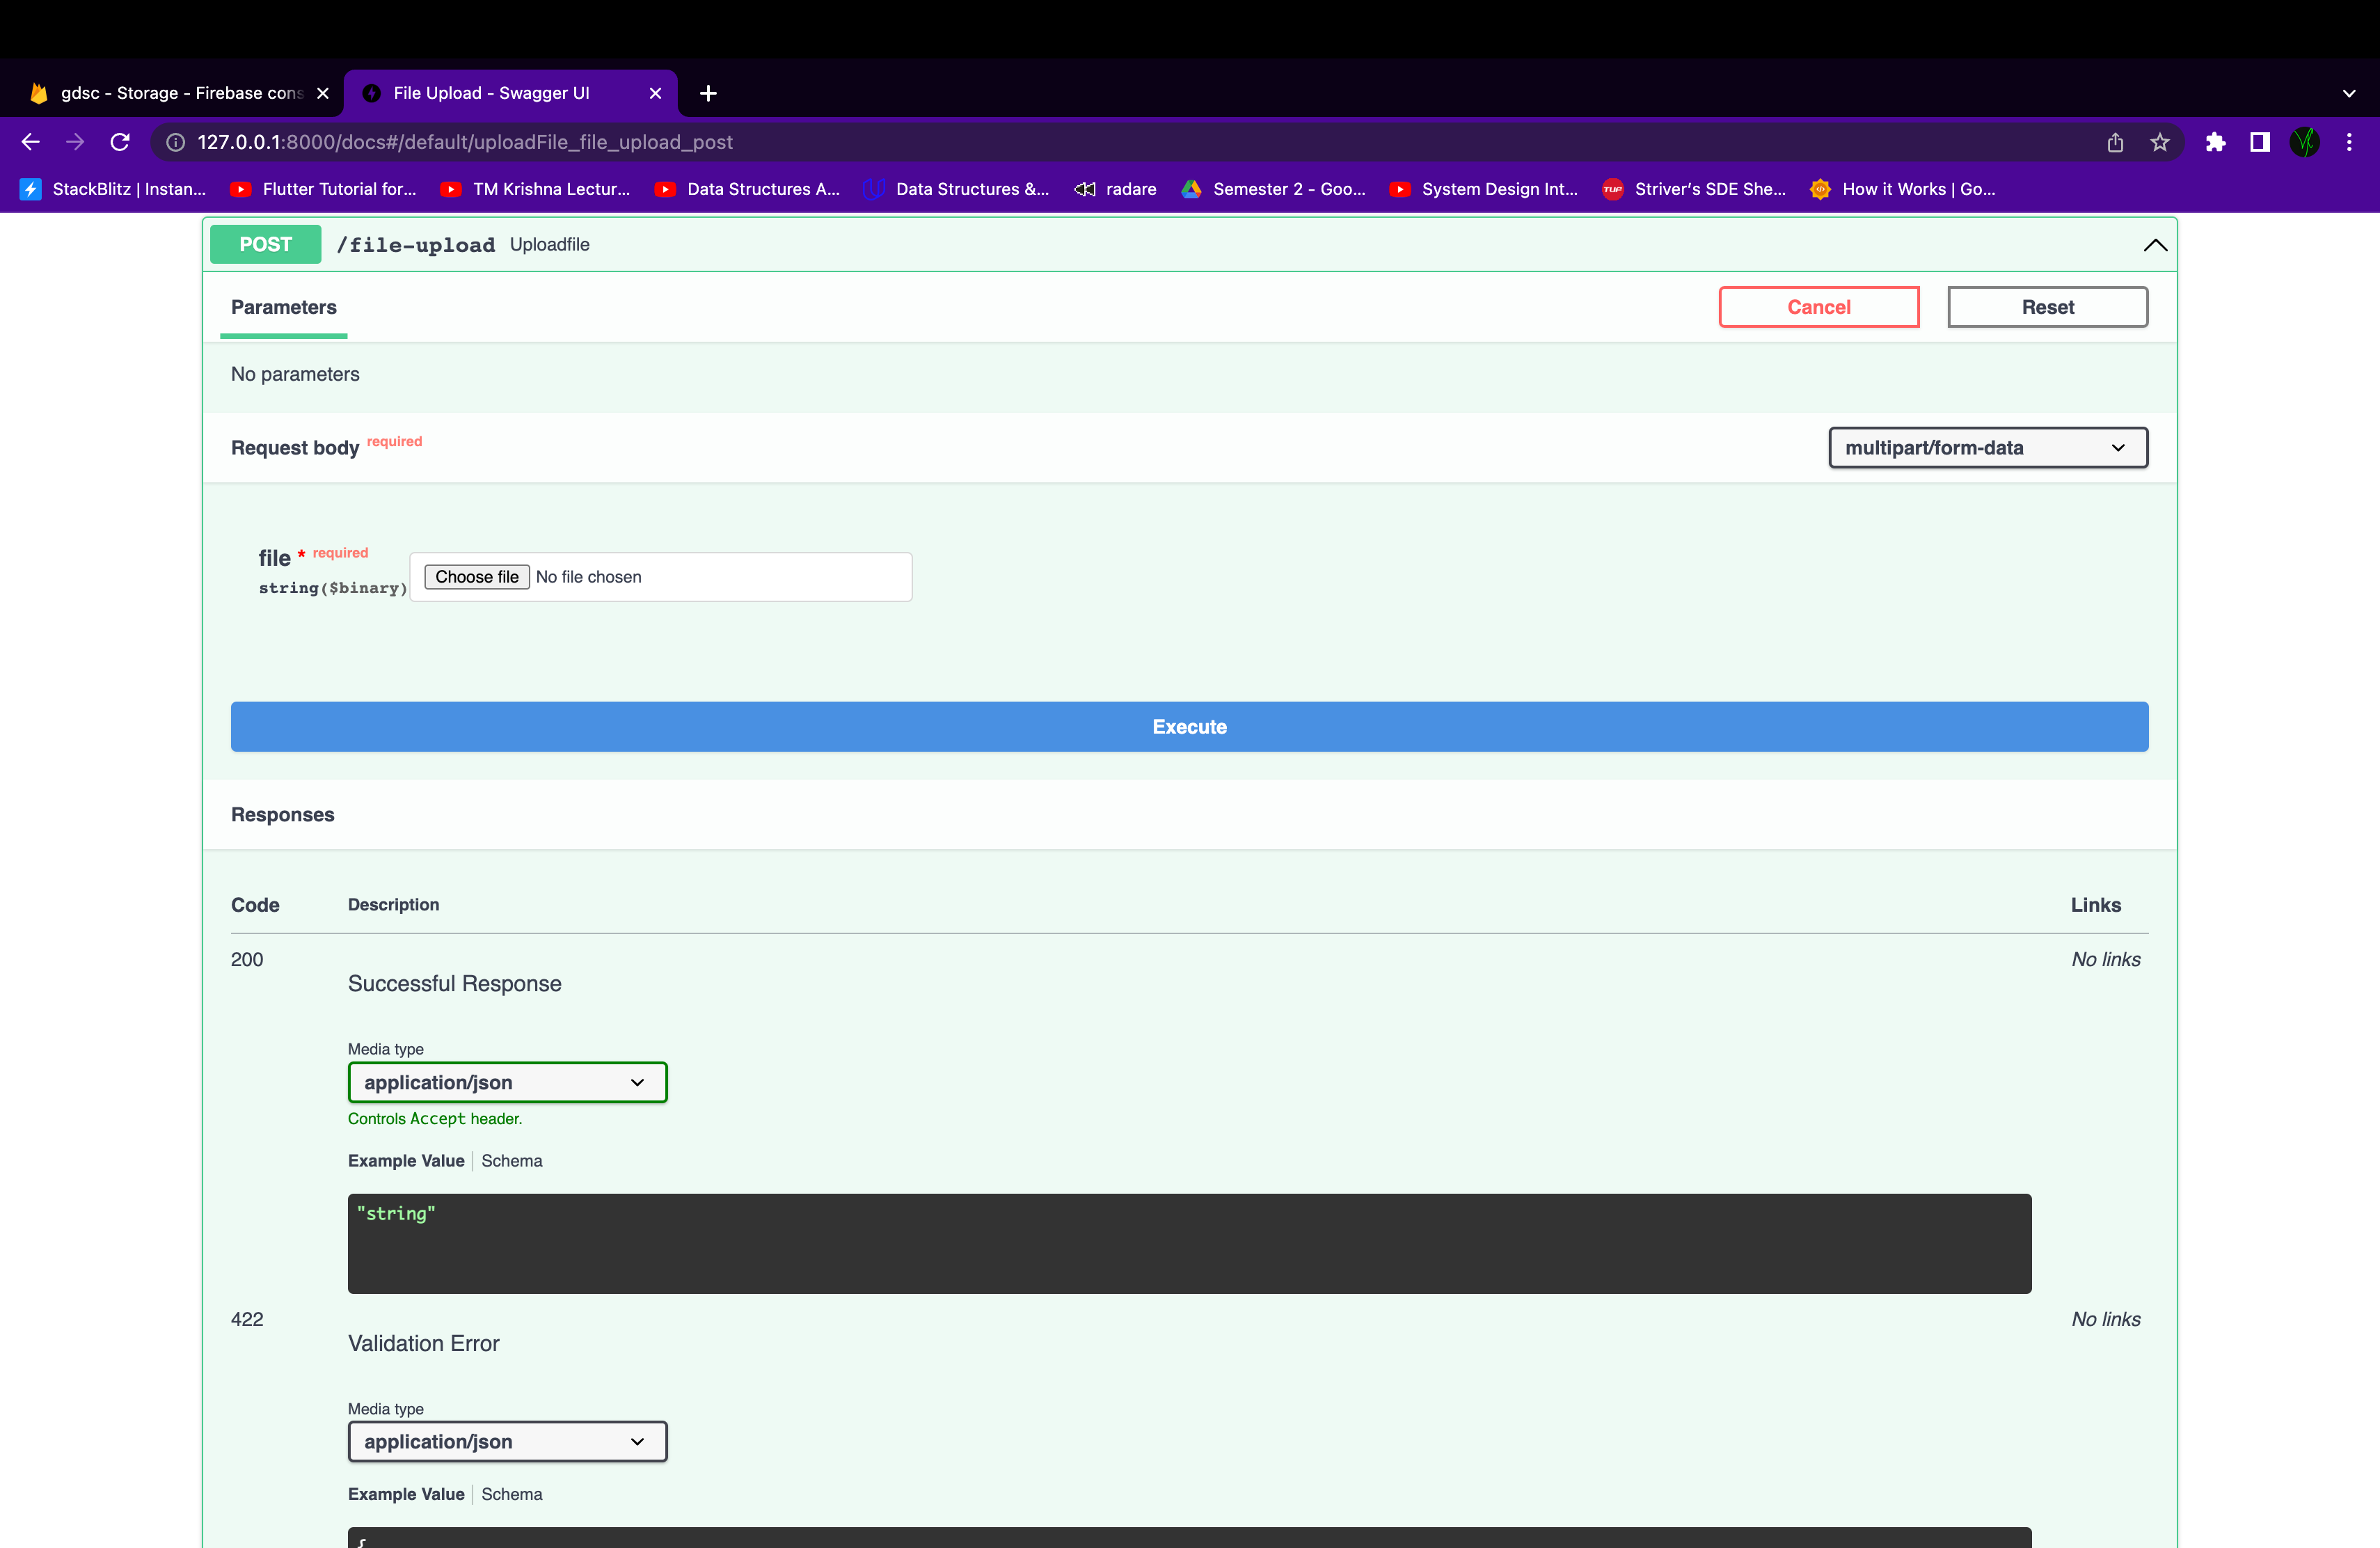 gdsc - Storage - Firebase cons
File Upload - Swagger UI
127.0.0.1:8000/docs#/default/uploadFile_file_upload_post
StackBlitz | Instan...
Flutter Tutorial for...
TM Krishna Lectur...
Data Structures A...
Data Structures &...
radare
Semester 2 - Goo...
System Design Int...
TUF
Striver's SDE She...
How it Works | Go...
POST /file-upload Uploadfile
Parameters
Cancel
Reset
No parameters
Request body required
multipart/form-data
file * required
string($binary)
Choose file No file chosen
Execute
Responses
Code Description Links
200 No links
Successful Response
Media type
application/json
Controls Accept header.
Example Value | Schema
"string"
422 No links
Validation Error
Media type
application/json
Example Value | Schema
{